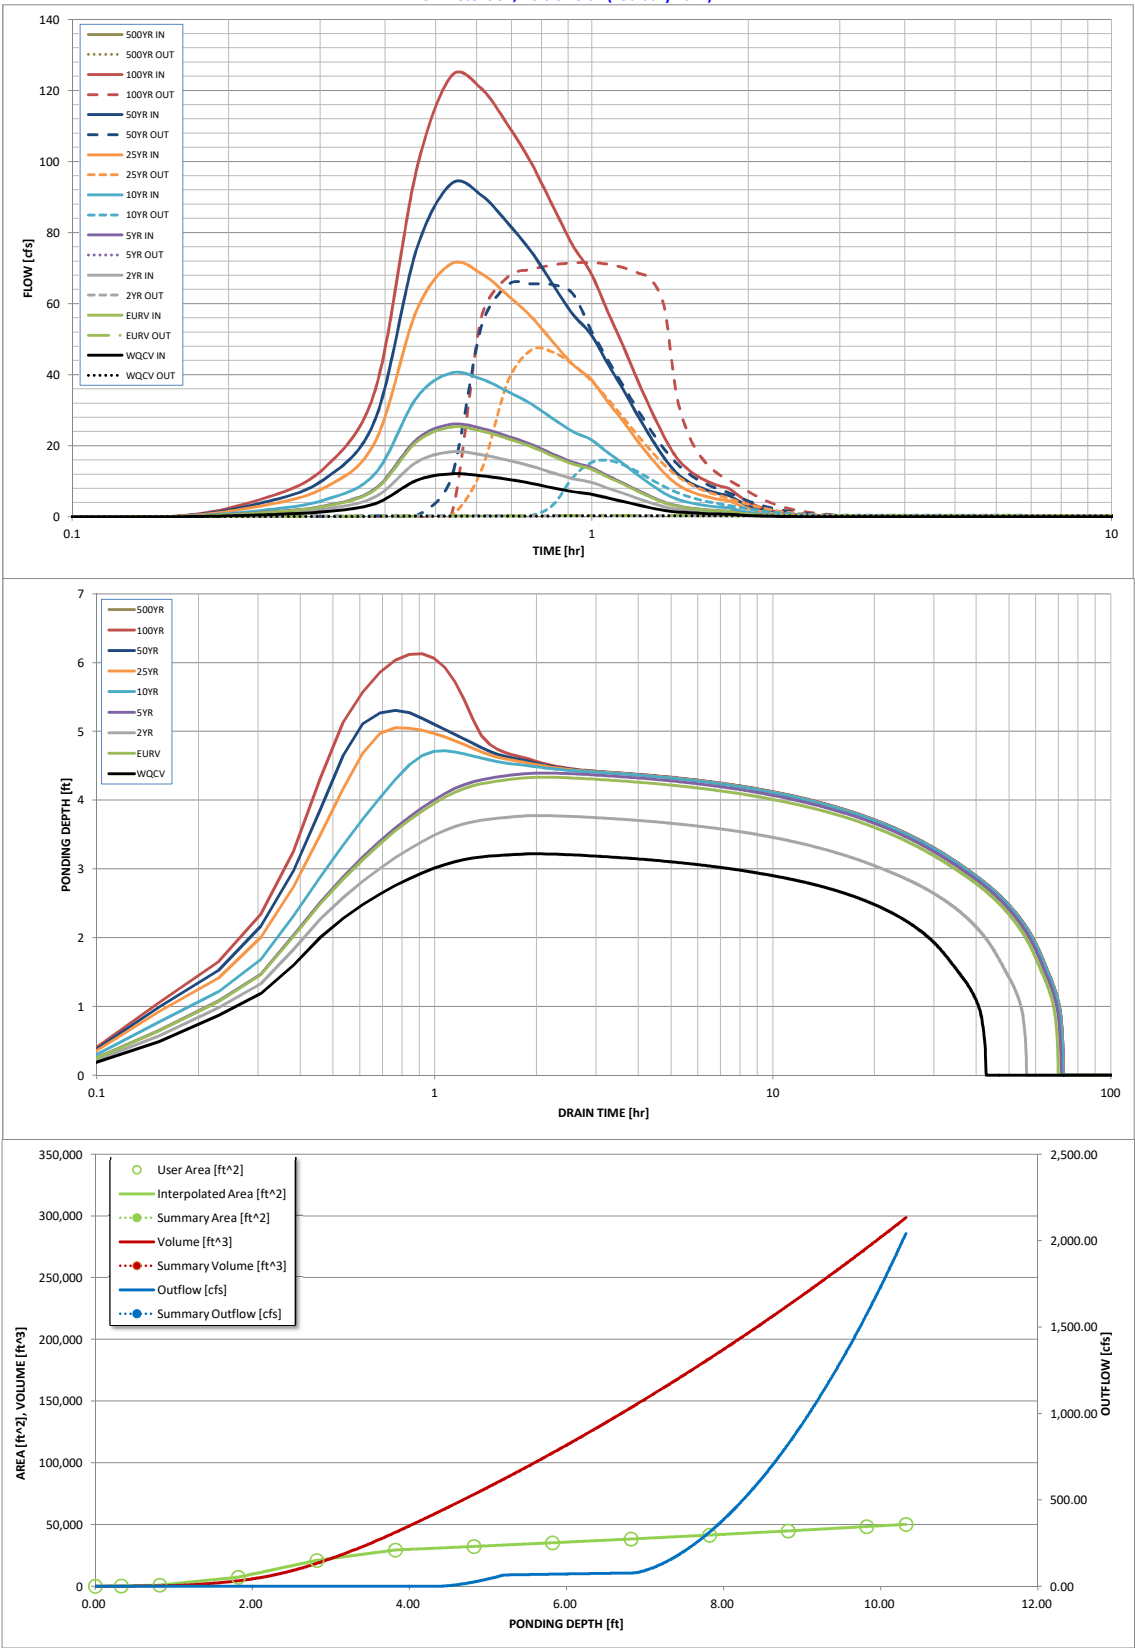 140
120
100
80
60
40
20
0
FLOW [cfs]
500YR IN
500YR OUT
100YR IN
100YR OUT
50YR IN
50YR OUT
25YR IN
25YR OUT
10YR IN
10YR OUT
5YR IN
5YR OUT
2YR IN
2YR OUT
EURV IN
EURV OUT
WQCV IN
WQCV OUT
0.1
1
10
TIME [hr]
7
6
5
4
3
2
1
0
PONDING DEPTH [ft]
500YR
100YR
50YR
25YR
10YR
5YR
2YR
EURV
WQCV
0.1
1
10
100
DRAIN TIME [hr]
350,000
300,000
250,000
200,000
150,000
100,000
50,000
0
AREA [ft^2], VOLUME [ft^3]
User Area [ft^2]
Interpolated Area [ft^2]
Summary Area [ft^2]
Volume [ft^3]
Summary Volume [ft^3]
Outflow [cfs]
Summary Outflow [cfs]
2,500.00
2,000.00
1,500.00
1,000.00
500.00
0.00
OUTFLOW [cfs]
0.00
2.00
4.00
6.00
8.00
10.00
12.00
PONDING DEPTH [ft]